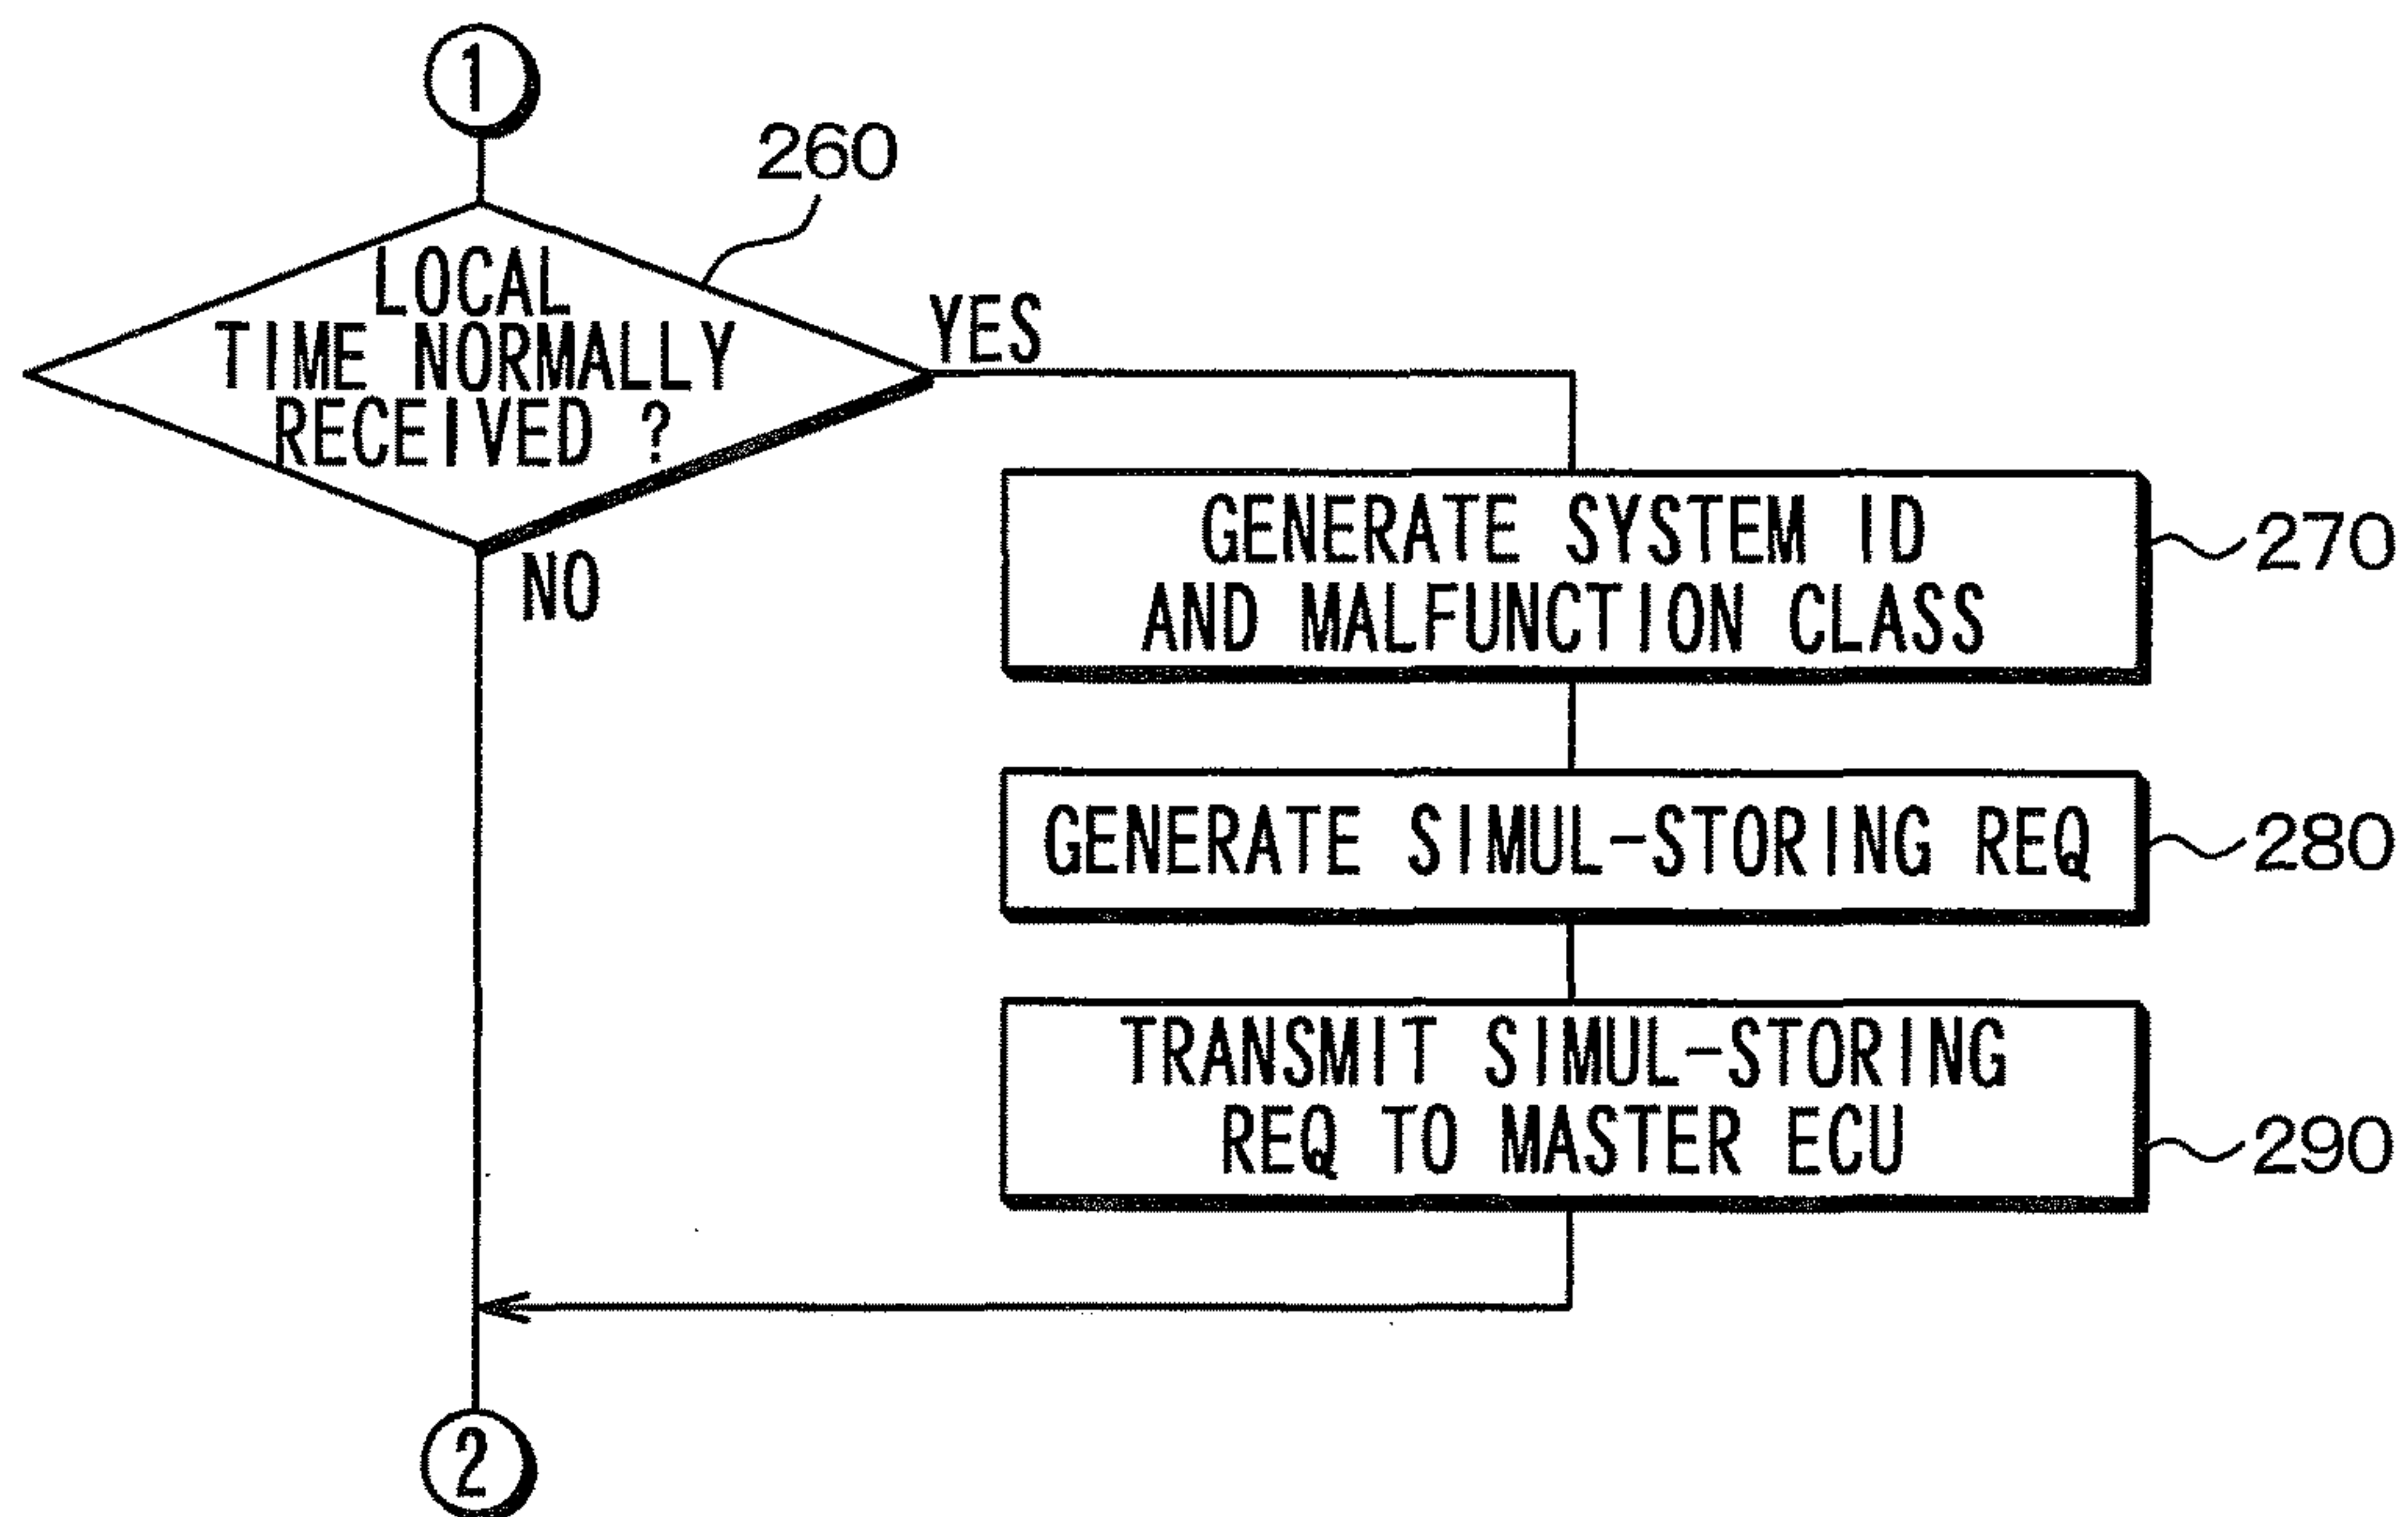 1
260
LOCAL
TIME NORMALLY
RECEIVED ?
YES
NO
GENERATE SYSTEM ID
AND MALFUNCTION CLASS
270
GENERATE SIMUL-STORING REQ
280
TRANSMIT SIMUL-STORING
REQ TO MASTER ECU
290
2